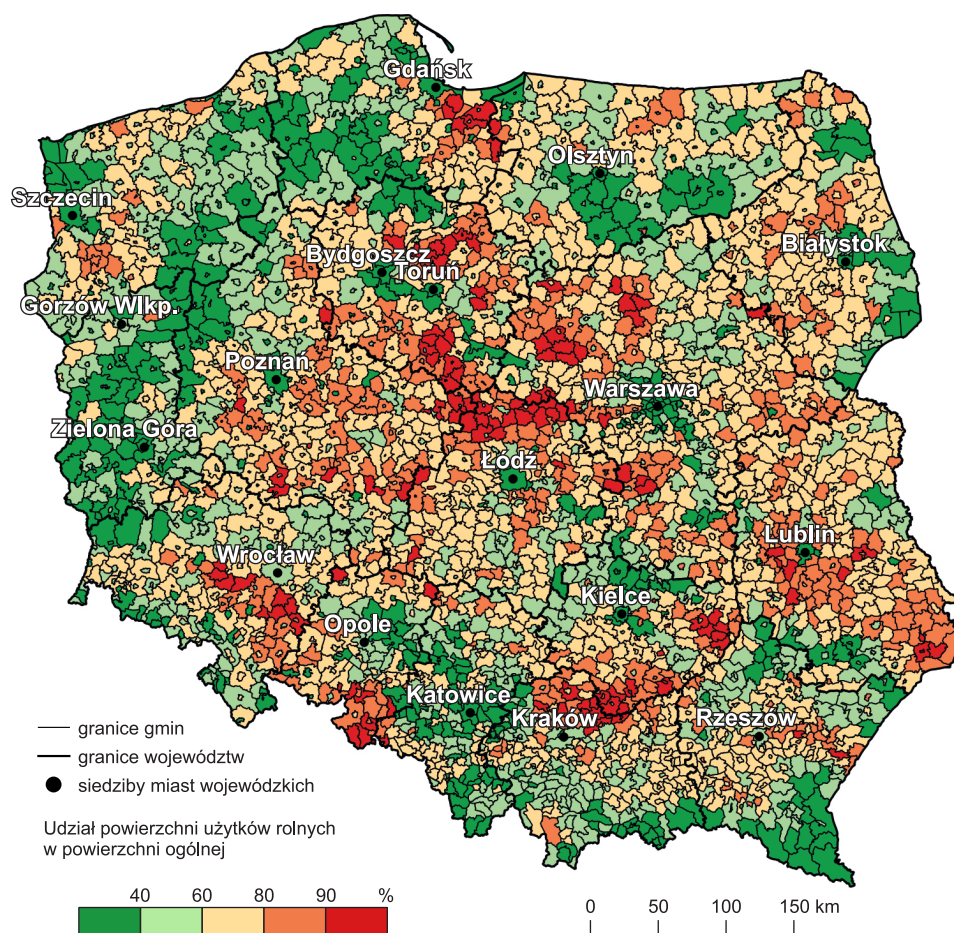 Gdańsk
Olsztyn
Szczecin
Białystok
Bydgoszcz
Toruń
Gorzów Wlkp.
Poznań
Warszawa
Zielona Góra
Łódź
Lublin
Wrocław
Kielce
Opole
Katowice
Kraków
Rzeszów
granice gmin
granice województw
siedziby miast wojewódzkich
Udział powierzchni użytków rolnych
w powierzchni ogólnej
40 60 80 90 %
0 50 100 150 km